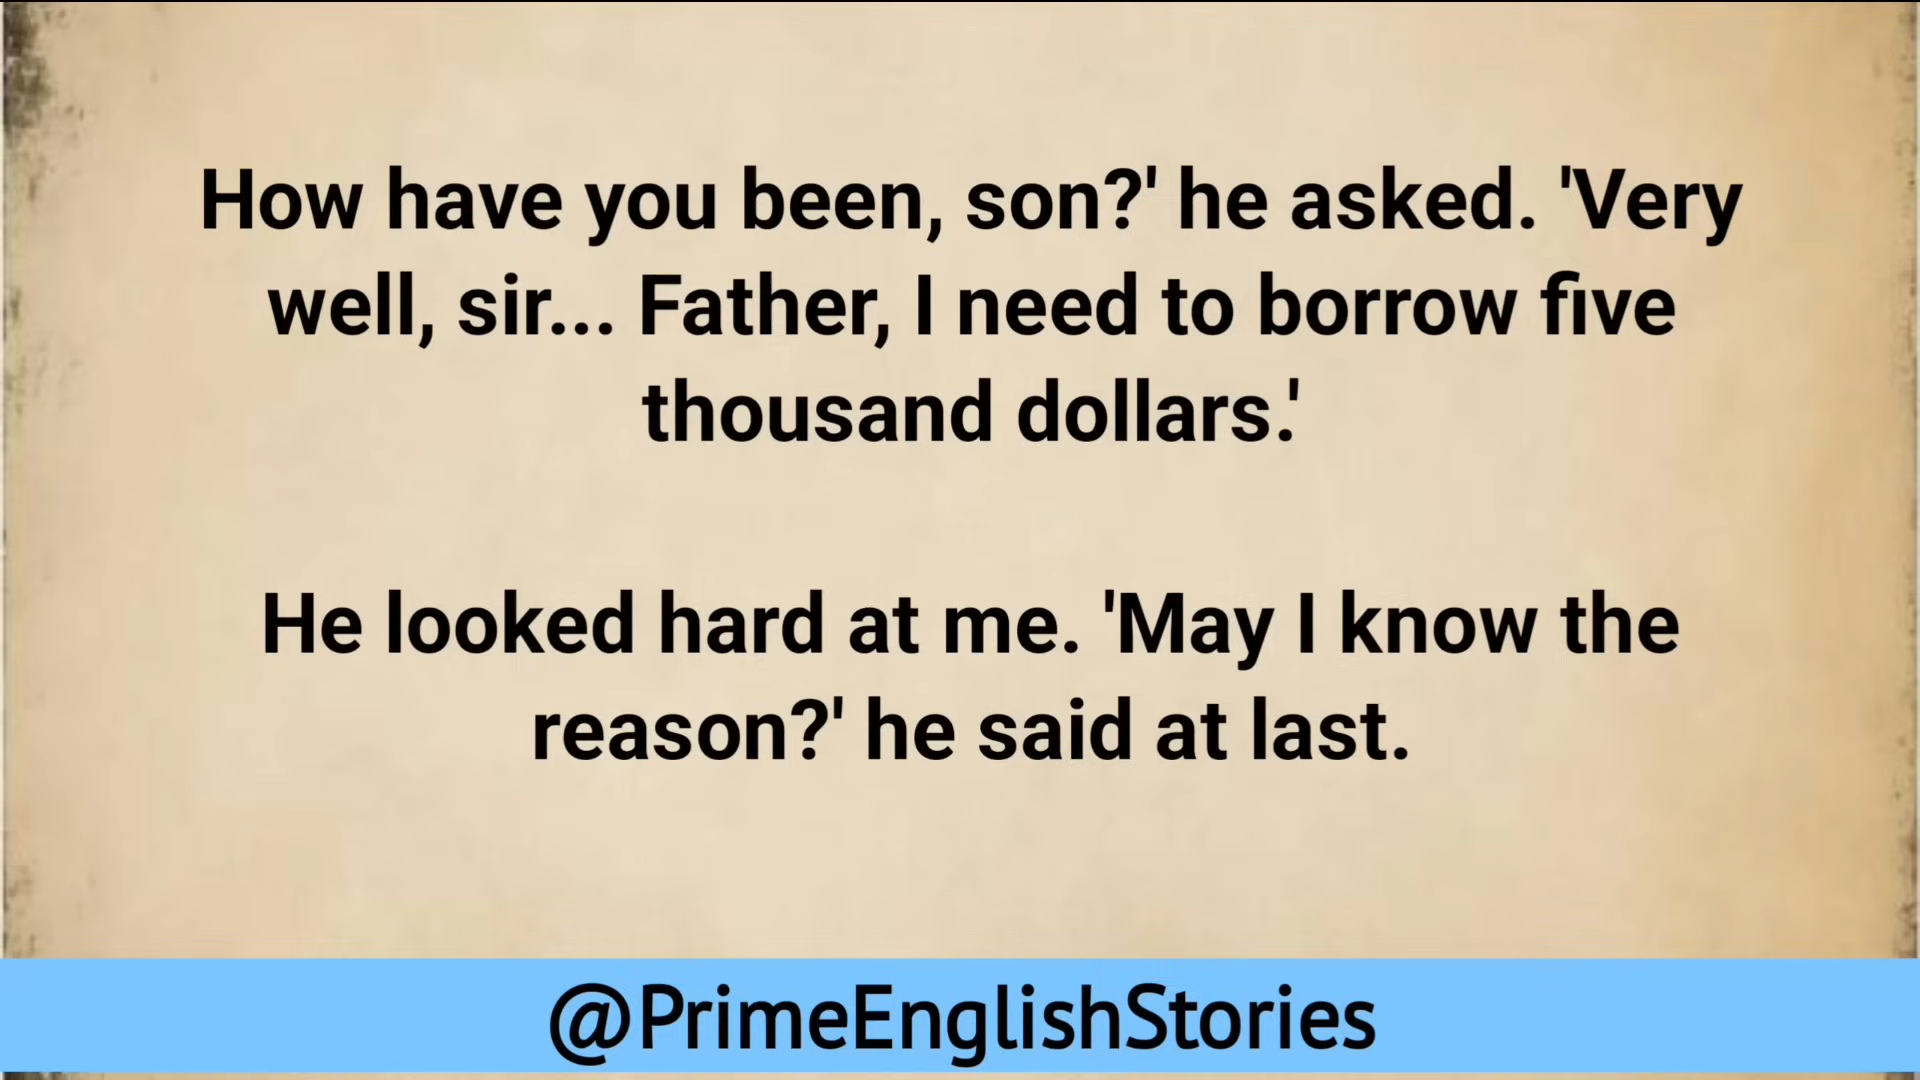 How have you been, son?' he asked. 'Very
well, sir... Father, I need to borrow five
thousand dollars.'
He looked hard at me. 'May I know the
reason?' he said at last.
@PrimeEnglishStories